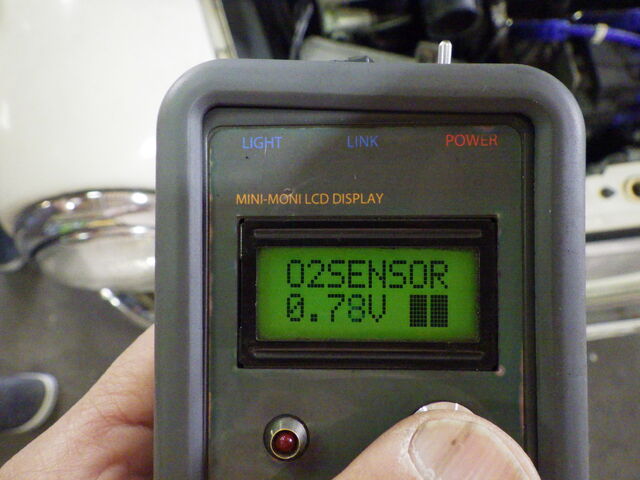 LIGHT LINK POWER
MINI-MONI LCD DISPLAY
O2SENSOR
0.78V